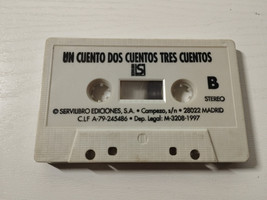 UN CUENTO DOS CUENTOS TRES CUENTOS
B
STEREO
© SERVILIBRO EDICIONES, S.A. • Campezo, s/n • 28022 MADRID
C.I.F A-79-245486 • Dep. Legal: M-3208-1997